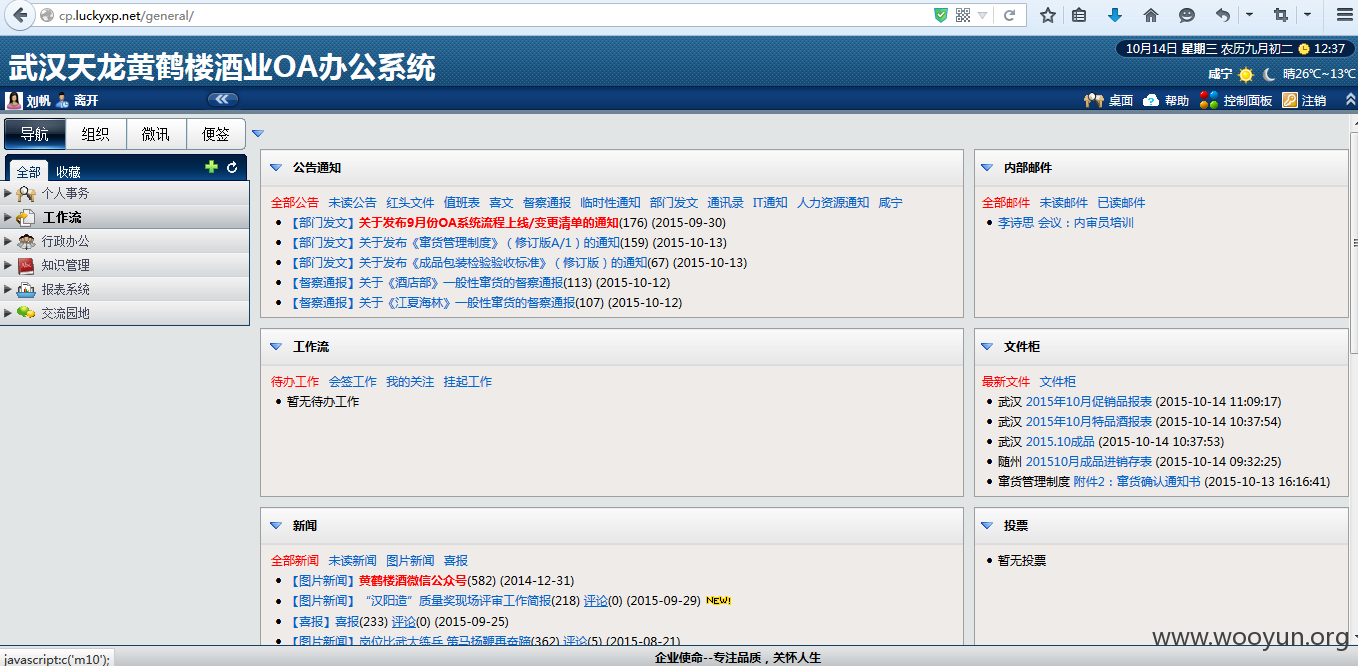 cp.luckyxp.net/general/
10月14日 星期三 农历九月初二 12:37
武汉天龙黄鹤楼酒业OA办公系统
咸宁 晴26℃~13℃
刘帆 离开
桌面 帮助 控制面板 注销
导航 组织 微讯 便签
全部 收藏
个人事务
工作流
行政办公
知识管理
报表系统
交流园地
公告通知
全部公告 未读公告 红头文件 值班表 喜文 督察通报 临时性通知 部门发文 通讯录 IT通知 人力资源通知 咸宁
【部门发文】关于发布9月份OA系统流程上线/变更清单的通知(176) (2015-09-30)
【部门发文】关于发布《窜货管理制度》（修订版A/1）的通知(159) (2015-10-13)
【部门发文】关于发布《成品包装检验验收标准》（修订版）的通知(67) (2015-10-13)
【督察通报】关于《酒店部》一般性窜货的督察通报(113) (2015-10-12)
【督察通报】关于《江夏海林》一般性窜货的督察通报(107) (2015-10-12)
内部邮件
全部邮件 未读邮件 已读邮件
李诗思 会议：内审员培训
工作流
待办工作 会签工作 我的关注 挂起工作
暂无待办工作
文件柜
最新文件 文件柜
武汉 2015年10月促销品报表 (2015-10-14 11:09:17)
武汉 2015年10月特品酒报表 (2015-10-14 10:37:54)
武汉 2015.10成品 (2015-10-14 10:37:53)
随州 201510月成品进销存表 (2015-10-14 09:32:25)
窜货管理制度 附件2：窜货确认通知书 (2015-10-13 16:16:41)
新闻
全部新闻 未读新闻 图片新闻 喜报
【图片新闻】黄鹤楼酒微信公众号(582) (2014-12-31)
【图片新闻】“汉阳造”质量奖现场评审工作简报(218) 评论(0) (2015-09-29) NEW!
【喜报】喜报(233) 评论(0) (2015-09-25)
【图片新闻】岗位比武大练兵 策马扬鞭再奋蹄(362) 评论(5) (2015-08-21)
投票
暂无投票
www.wooyun.org
javascript:c('m10');
企业使命--专注品质，关怀人生